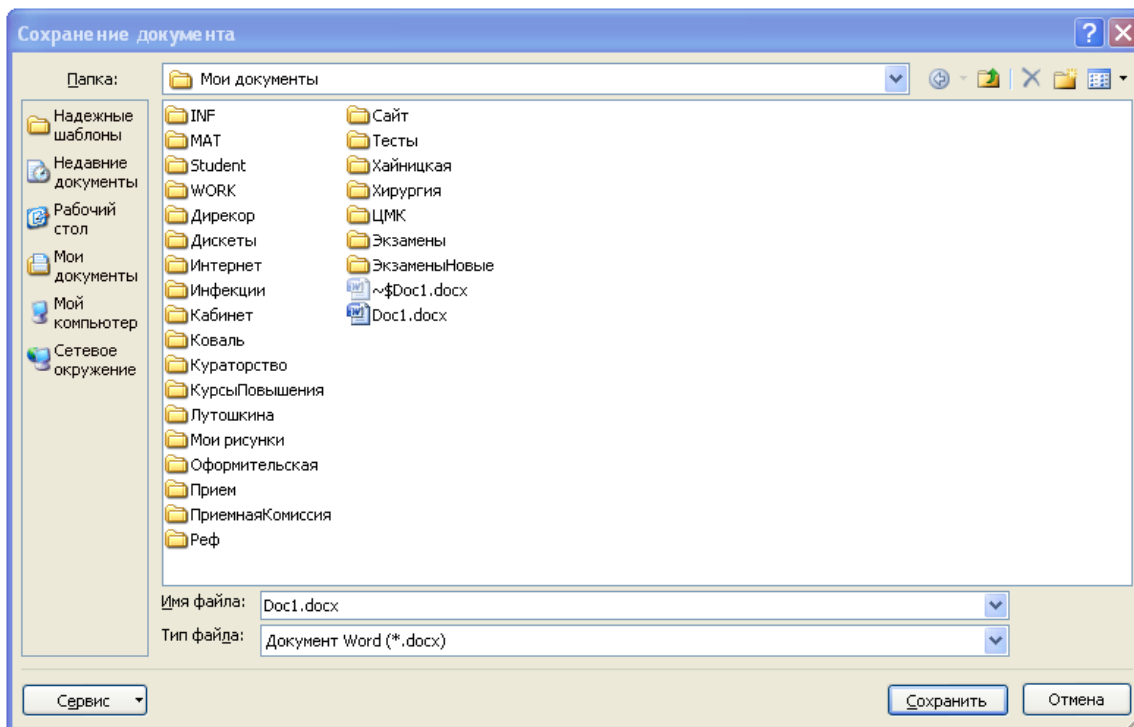 Сохранение документа
Папка:
Мои документы
Надежные
шаблоны
Недавние
документы
Рабочий
стол
Мои
документы
Мой
компьютер
Сетевое
окружение
INF
MAT
Student
WORK
Дирекор
Дискеты
Интернет
Инфекции
Кабинет
Коваль
Кураторство
КурсыПовышения
Лутошкина
Мои рисунки
Оформительская
Прием
ПриемнаяКомиссия
Реф
Сайт
Тесты
Хайницкая
Хирургия
ЦМК
Экзамены
ЭкзаменыНовые
~$Doc1.docx
Doc1.docx
Имя файла:
Doc1.docx
Тип файла:
Документ Word (*.docx)
Сервис
Сохранить
Отмена